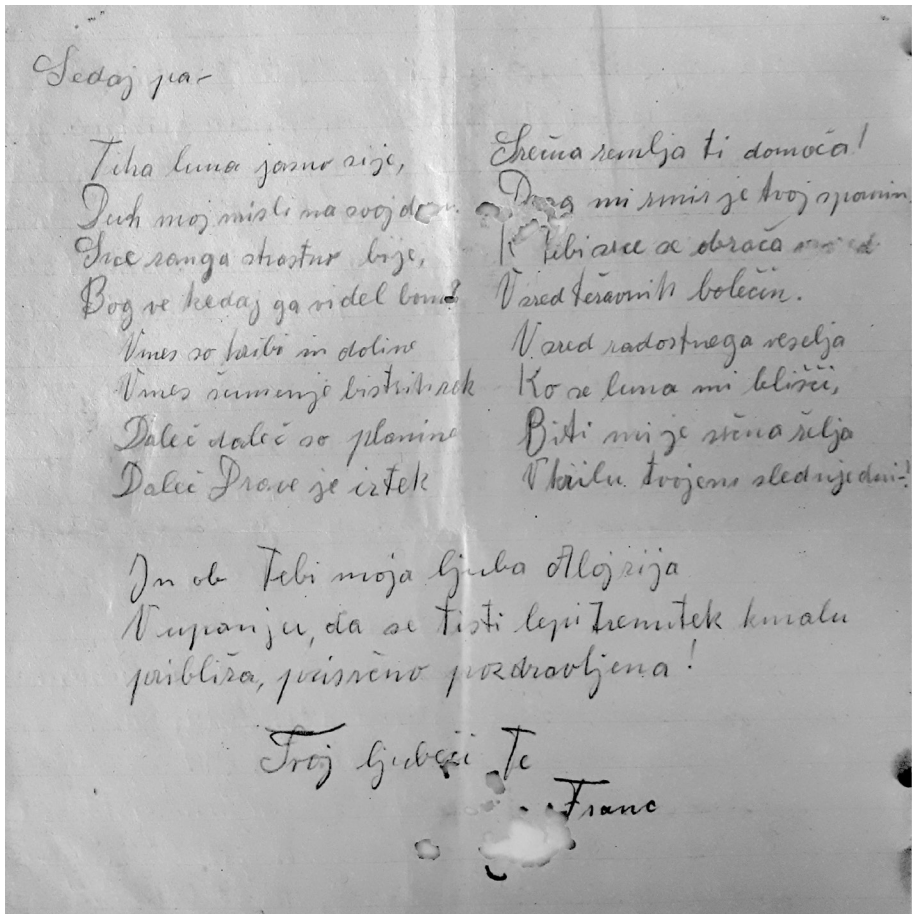 Sedaj pa-
Tiha luna jasno sije,
Duh moj misli na svoj
Srce zanga strastno bije,
Bog ve kedaj ga videl bom?
Vmes so hribi in doline
Vmes šumenje bistrih rek
Daleč daleč so planine
Daleč Drave je iztek
Srečna zemlja ti domača!
Drag mi zmir je tvoj spomin
K tebi srce se obrača
V sred težavnih bolečin.
V sred radostnega veselja
Ko se luna mi blišči,
Biti mi je srčna želja
V krilu tvojem slednje dni-!
In ob Tebi moja ljuba Alojzija
V upanju, da se tisti lepi Trenutek kmalu
približa, prisrčno pozdravljena!
Tvoj ljubeči Te
Franc